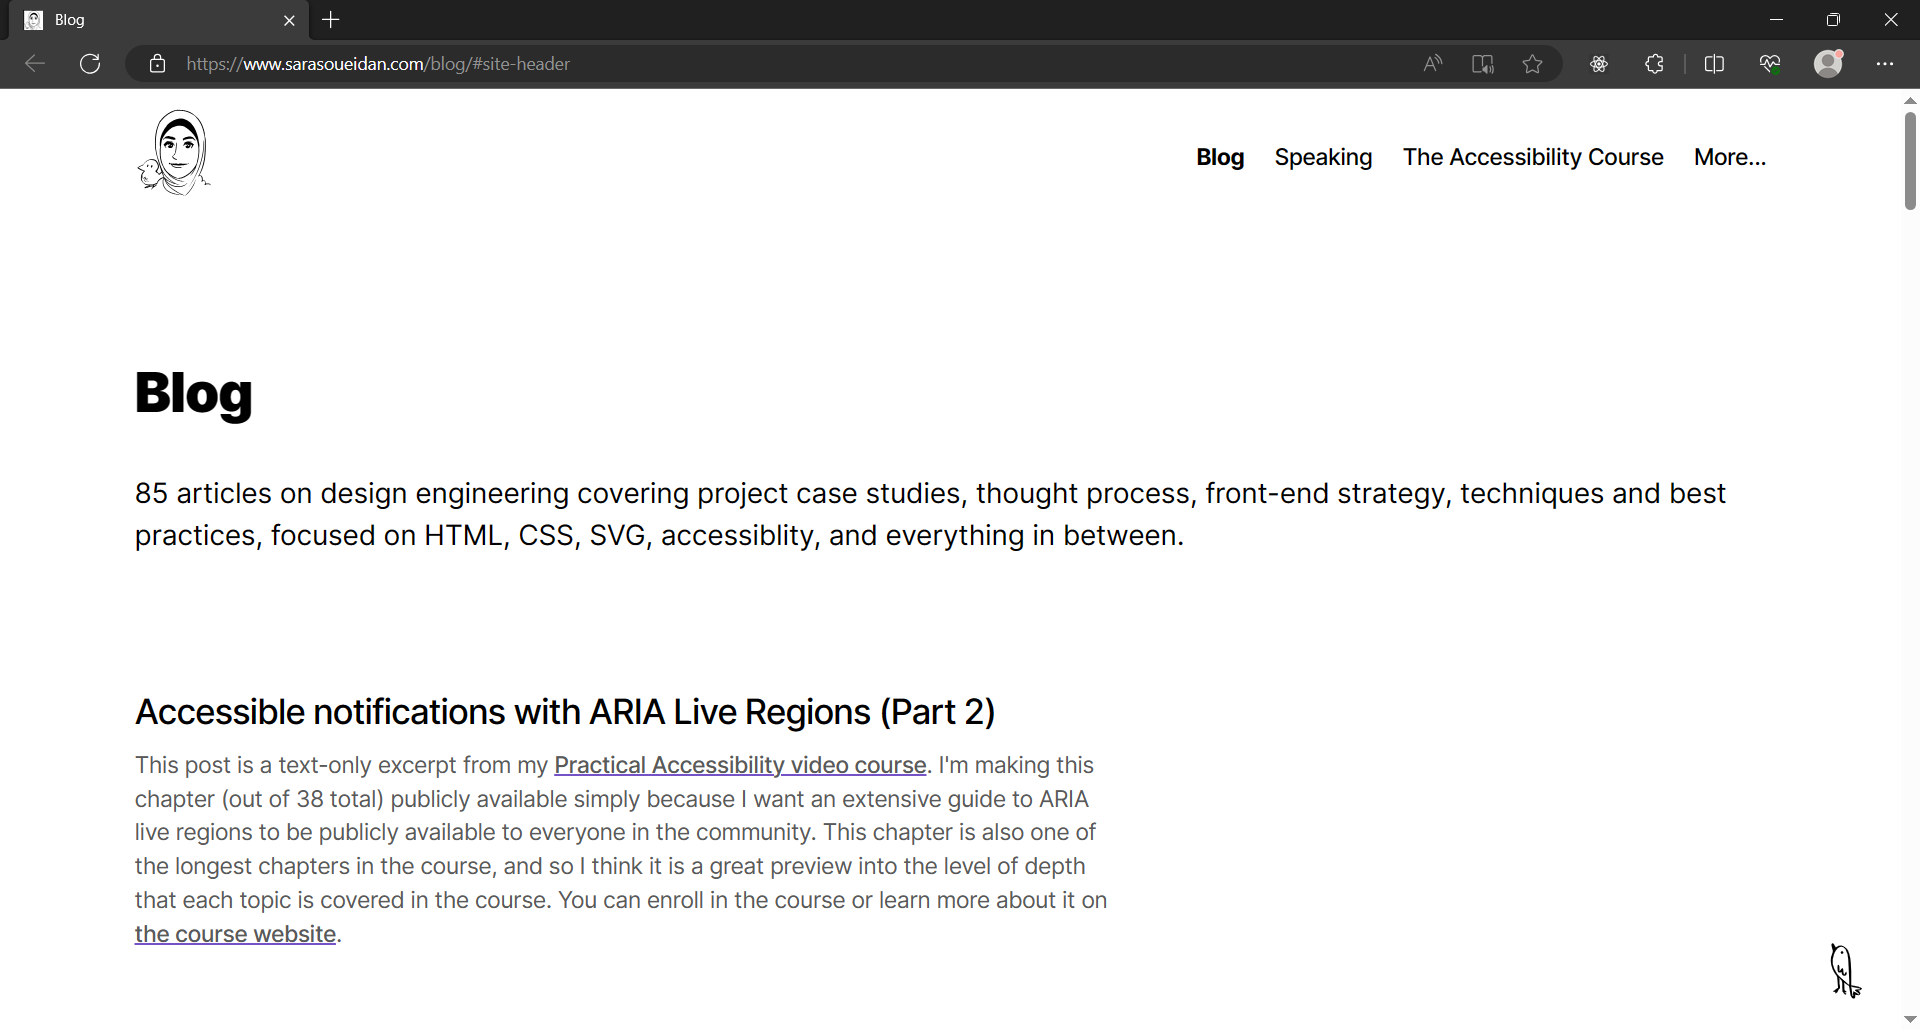 Blog
https://www.sarasoueidan.com/blog/#site-header
Blog Speaking The Accessibility Course More...
Blog
85 articles on design engineering covering project case studies, thought process, front-end strategy, techniques and best
practices, focused on HTML, CSS, SVG, accessiblity, and everything in between.
Accessible notifications with ARIA Live Regions (Part 2)
This post is a text-only excerpt from my Practical Accessibility video course. I'm making this
chapter (out of 38 total) publicly available simply because I want an extensive guide to ARIA
live regions to be publicly available to everyone in the community. This chapter is also one of
the longest chapters in the course, and so I think it is a great preview into the level of depth
that each topic is covered in the course. You can enroll in the course or learn more about it on
the course website.